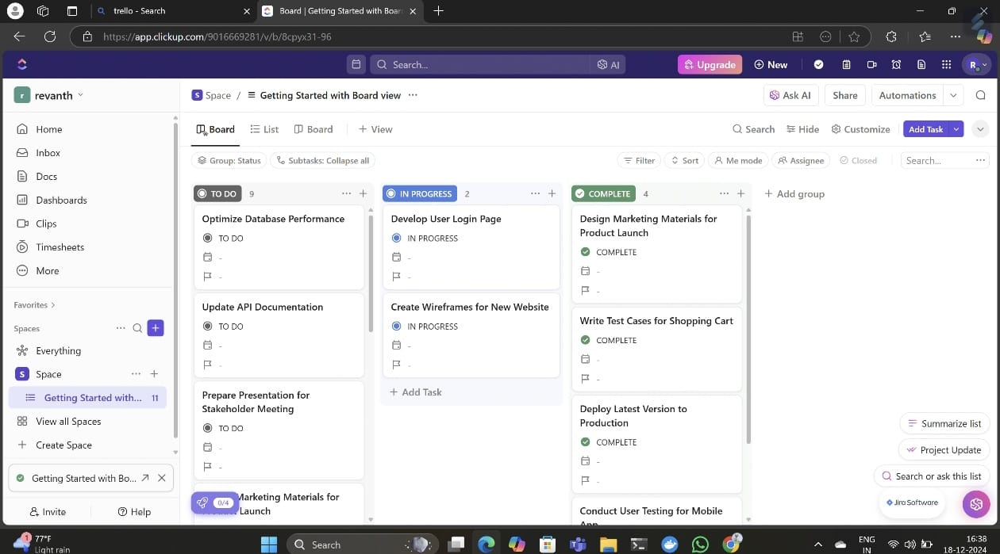 trello - Search
Board | Getting Started with Boar
https://app.clickup.com/9016669281/v/b/8cpyx31-96
Search...
AI
Upgrade
New
R
r
revanth
S
Space / Getting Started with Board view
Ask AI
Share
Automations
Home
Inbox
Docs
Dashboards
Clips
Timesheets
More
Favorites
Spaces
Everything
S
Space
Getting Started with... 11
View all Spaces
Create Space
Getting Started with Bo...
Invite
Help
Board
List
Board
+ View
Search
Hide
Customize
Add Task
Group: Status
Subtasks: Collapse all
Filter
Sort
Me mode
Assignee
Closed
Search...
TO DO 9
Optimize Database Performance
TO DO
-
-
Update API Documentation
TO DO
-
-
Prepare Presentation for
Stakeholder Meeting
TO DO
-
-
Marketing Materials for
Launch
0/4
IN PROGRESS 2
Develop User Login Page
IN PROGRESS
-
-
Create Wireframes for New Website
IN PROGRESS
-
-
+ Add Task
COMPLETE 4
Design Marketing Materials for
Product Launch
COMPLETE
-
-
Write Test Cases for Shopping Cart
COMPLETE
-
-
Deploy Latest Version to
Production
COMPLETE
-
-
Conduct User Testing for Mobile
App
+ Add group
Summarize list
Project Update
Search or ask this list
Jira Software
1
77°F
Light rain
Search
ENG
IN
16:38
18-12-2024